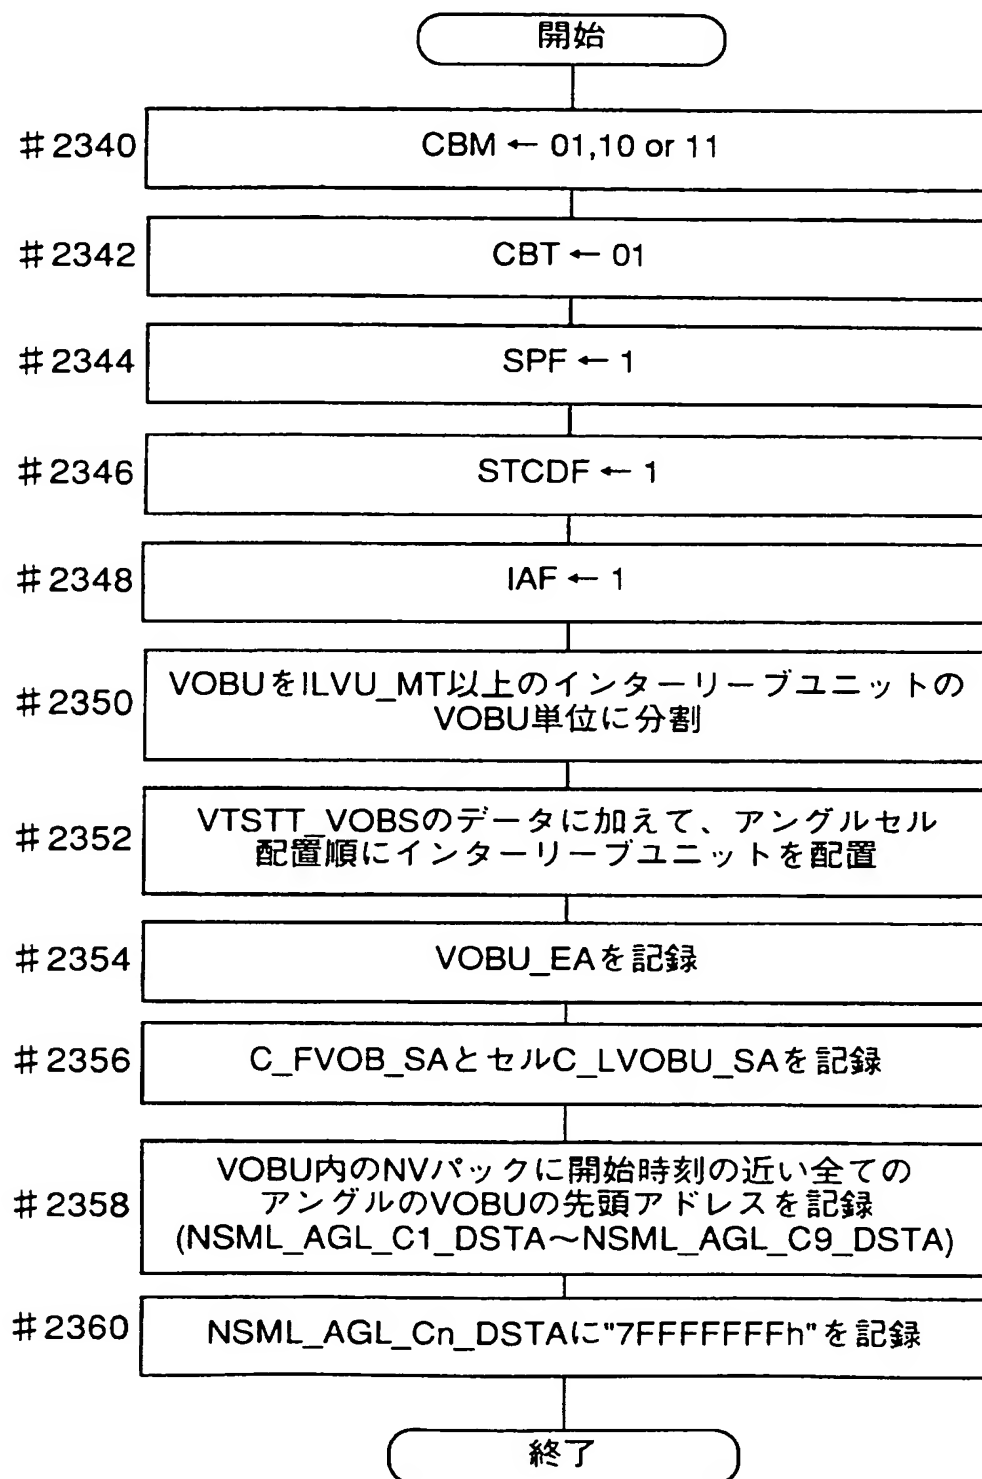 開始
#2340
CBM ← 01,10 or 11
#2342
CBT ← 01
#2344
SPF ← 1
#2346
STCDF ← 1
#2348
IAF ← 1
#2350
VOBUをILVU_MT以上のインターリーブユニットの
VOBU単位に分割
#2352
VTSTT_VOBSのデータに加えて、アングルセル
配置順にインターリーブユニットを配置
#2354
VOBU_EAを記録
#2356
C_FVOB_SAとセルC_LVOBU_SAを記録
#2358
VOBU内のNVパックに開始時刻の近い全ての
アングルのVOBUの先頭アドレスを記録
(NSML_AGL_C1_DSTA～NSML_AGL_C9_DSTA)
#2360
NSML_AGL_Cn_DSTAに"7FFFFFFFh"を記録
終了